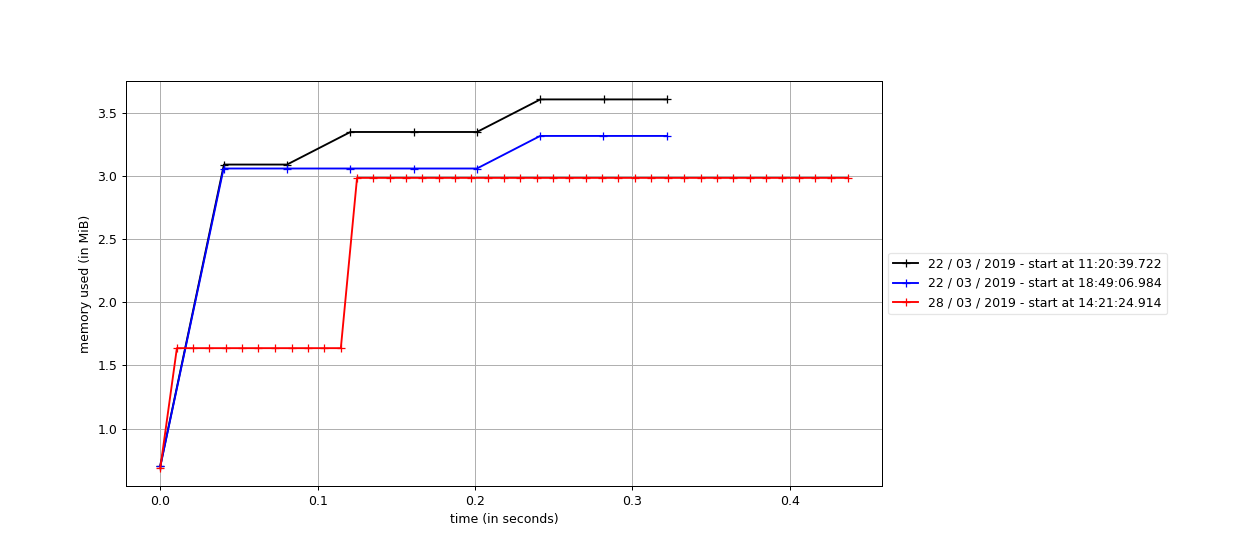 3.5
3.0
2.5
2.0
1.5
1.0
memory used (in MiB)
0.0 0.1 0.2 0.3 0.4
time (in seconds)
22 / 03 / 2019 - start at 11:20:39.722
22 / 03 / 2019 - start at 18:49:06.984
28 / 03 / 2019 - start at 14:21:24.914